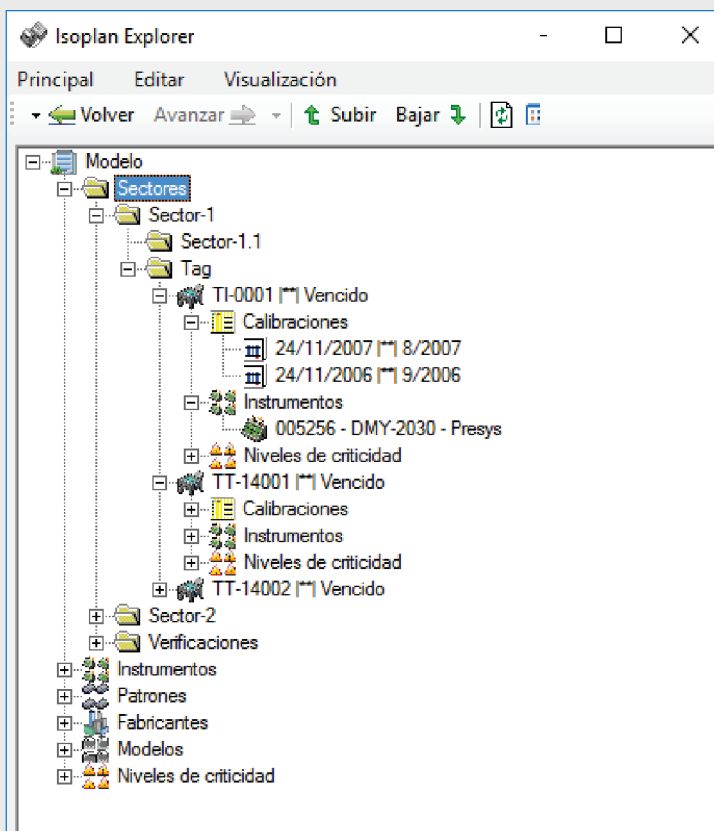 Isoplan Explorer
Principal Editar Visualización
Volver Avanzar Subir Bajar
Modelo
Sectores
Sector-1
Sector-1.1
Tag
TI-0001 |**| Vencido
Calibraciones
24/11/2007 |**| 8/2007
24/11/2006 |**| 9/2006
Instrumentos
005256 - DMY-2030 - Presys
Niveles de criticidad
TT-14001 |**| Vencido
Calibraciones
Instrumentos
Niveles de criticidad
TT-14002 |**| Vencido
Sector-2
Verificaciones
Instrumentos
Patrones
Fabricantes
Modelos
Niveles de criticidad